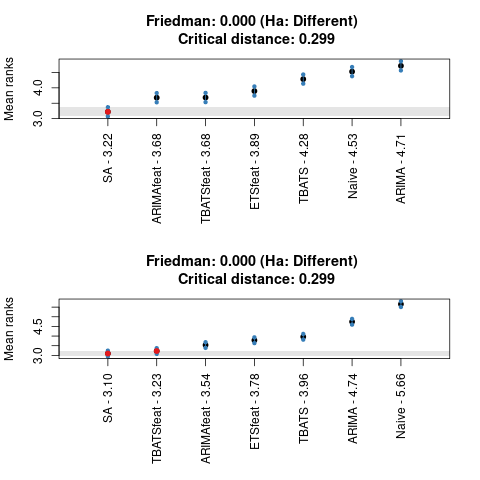 Friedman: 0.000 (Ha: Different)
Critical distance: 0.299
Mean ranks
4.0
3.0
SA - 3.22
ARIMAfeat - 3.68
TBATSfeat - 3.68
ETSfeat - 3.89
TBATS - 4.28
Naive - 4.53
ARIMA - 4.71
Friedman: 0.000 (Ha: Different)
Critical distance: 0.299
Mean ranks
4.5
3.0
SA - 3.10
TBATSfeat - 3.23
ARIMAfeat - 3.54
ETSfeat - 3.78
TBATS - 3.96
ARIMA - 4.74
Naive - 5.66